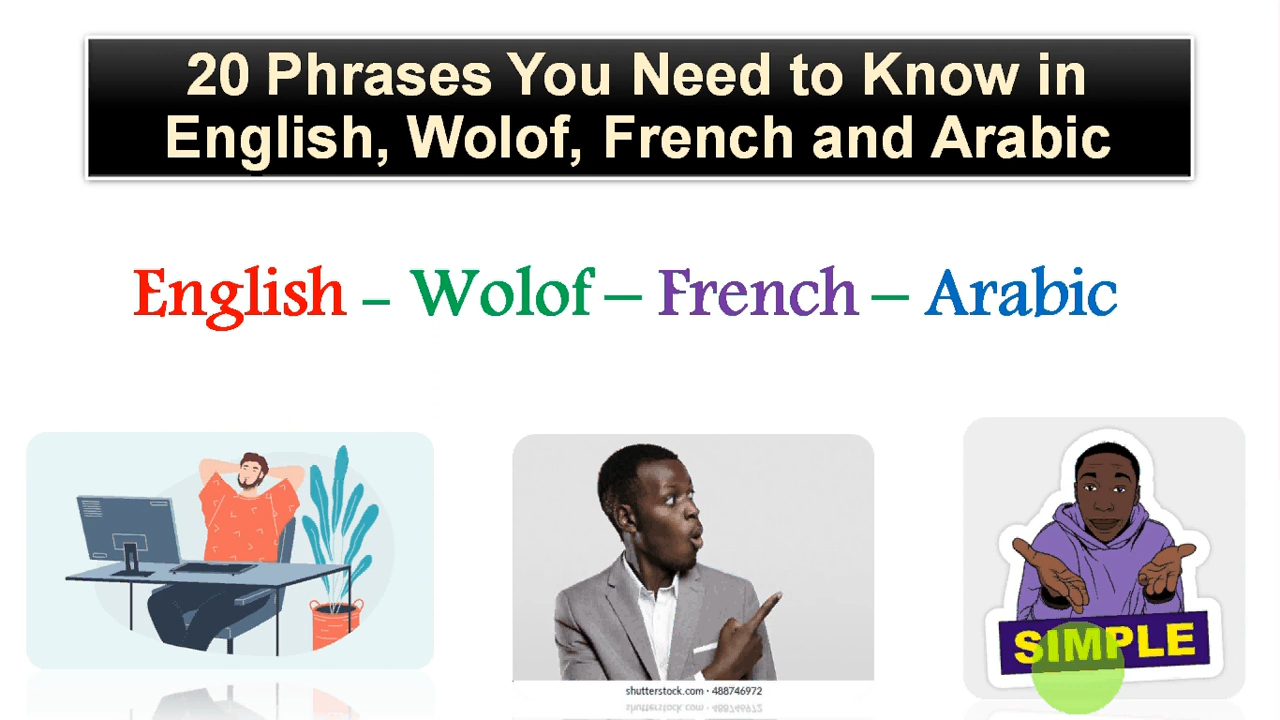 20 Phrases You Need to Know in
English, Wolof, French and Arabic
English – Wolof – French – Arabic
SIMPLE
shutterstock.com · 488746972